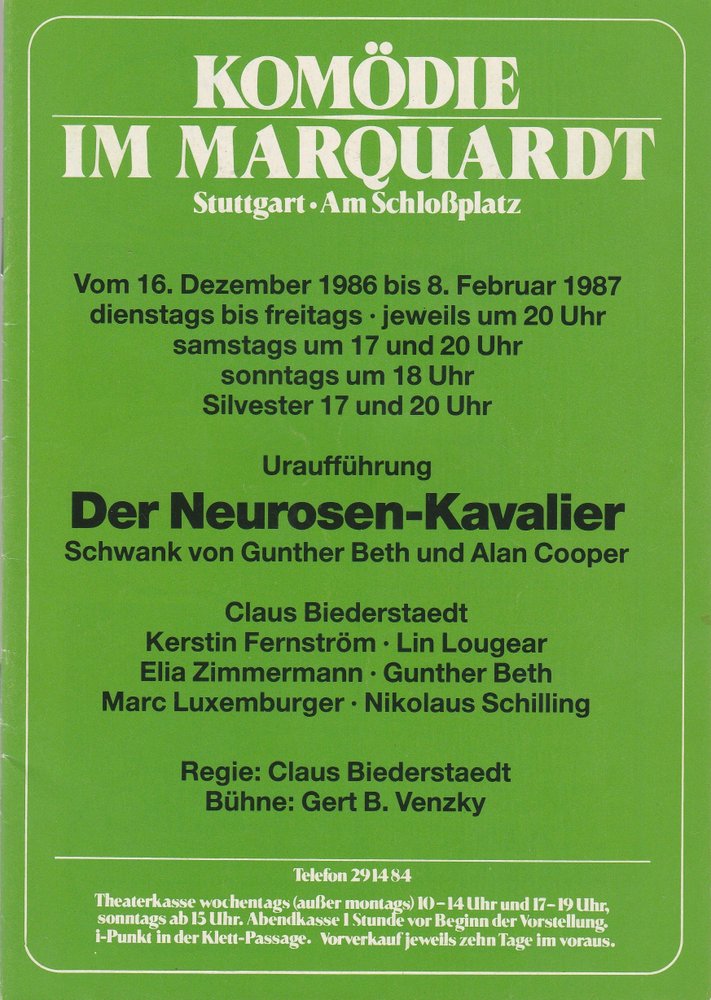 KOMÖDIE
IM MARQUARDT
Stuttgart • Am Schloßplatz
Vom 16. Dezember 1986 bis 8. Februar 1987
dienstags bis freitags · jeweils um 20 Uhr
samstags um 17 und 20 Uhr
sonntags um 18 Uhr
Silvester 17 und 20 Uhr
Uraufführung
Der Neurosen-Kavalier
Schwank von Gunther Beth und Alan Cooper
Claus Biederstaedt
Kerstin Fernström · Lin Lougear
Elia Zimmermann · Gunther Beth
Marc Luxemburger · Nikolaus Schilling
Regie: Claus Biederstaedt
Bühne: Gert B. Venzky
Telefon 29 14 84
Theaterkasse wochentags (außer montags) 10–14 Uhr und 17–19 Uhr,
sonntags ab 15 Uhr. Abendkasse 1 Stunde vor Beginn der Vorstellung.
i-Punkt in der Klett-Passage. Vorverkauf jeweils zehn Tage im voraus.